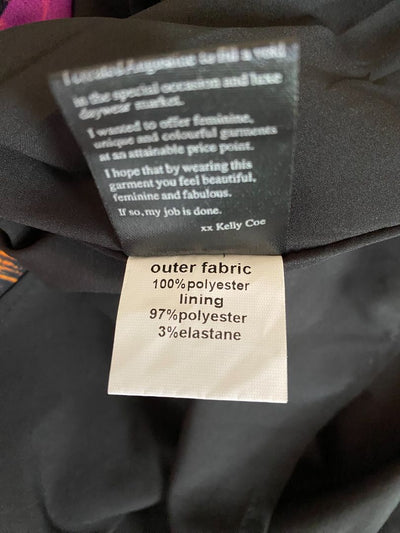 I created Augustine to fill a void
in the special occasion and luxe
daywear market.
I wanted to offer feminine,
unique and colourful garments
at an attainable price point.
I hope that by wearing this
garment you feel beautiful,
feminine and fabulous.
If so, my job is done.
xx Kelly Coe
outer fabric
100%polyester
lining
97%polyester
3%elastane